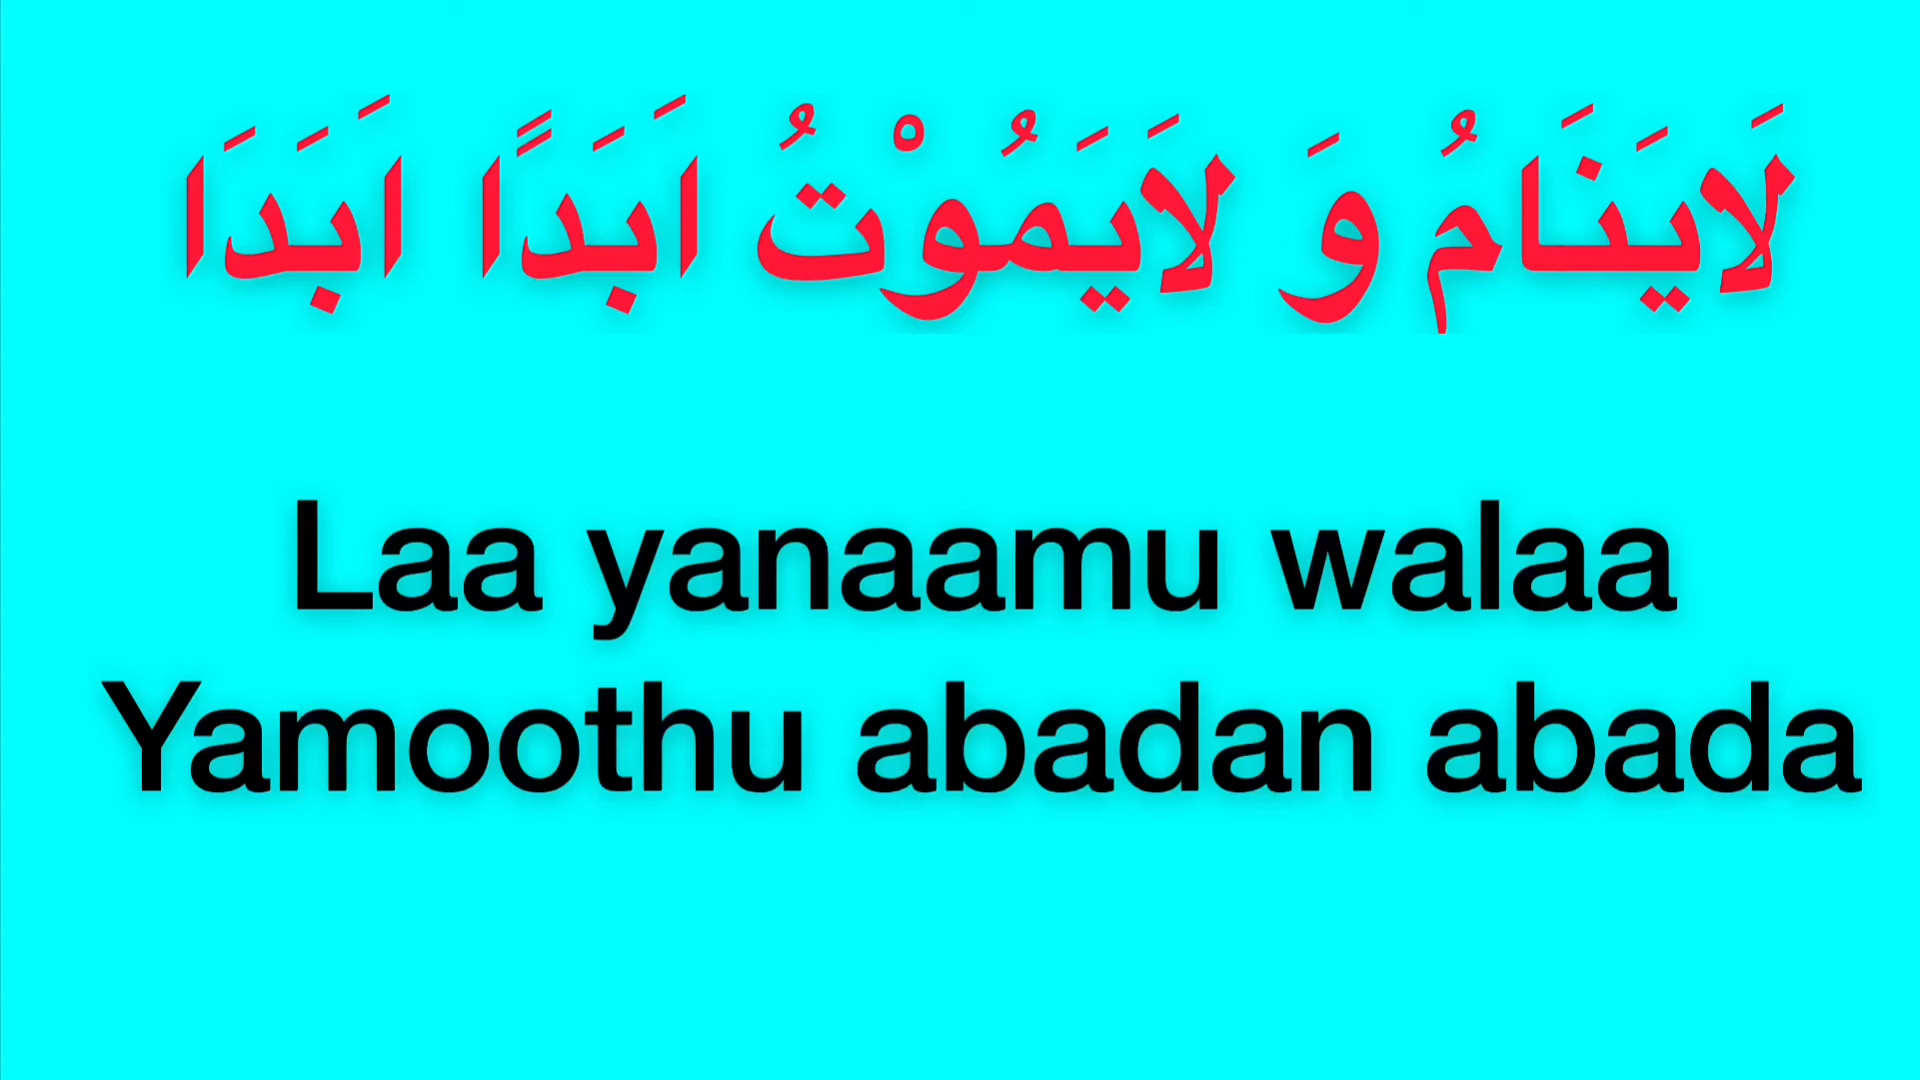 لَايَنَامُ وَ لَايَمُوْتُ اَبَدًا اَبَدَا
Laa yanaamu walaa
Yamoothu abadan abada